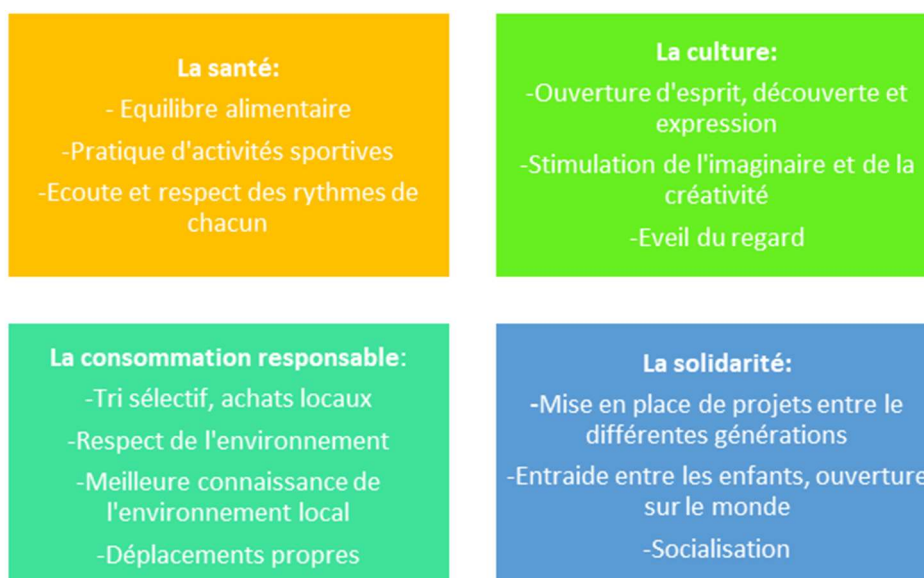 La santé:
- Equilibre alimentaire
-Pratique d'activités sportives
-Ecoute et respect des rythmes de
chacun
La culture:
-Ouverture d'esprit, découverte et
expression
-Stimulation de l'imaginaire et de la
créativité
-Eveil du regard
La consommation responsable:
-Tri sélectif, achats locaux
-Respect de l'environnement
-Meilleure connaissance de
l'environnement local
-Déplacements propres
La solidarité:
-Mise en place de projets entre le
différentes générations
-Entraide entre les enfants, ouverture
sur le monde
-Socialisation